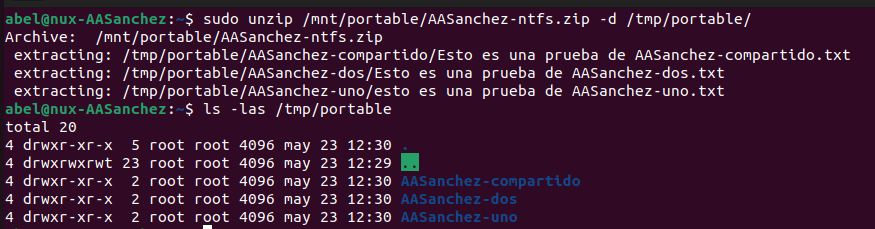 abel@nux-AASanchez:~$ sudo unzip /mnt/portable/AASanchez-ntfs.zip -d /tmp/portable/
Archive:  /mnt/portable/AASanchez-ntfs.zip
 extracting: /tmp/portable/AASanchez-compartido/Esto es una prueba de AASanchez-compartido.txt
 extracting: /tmp/portable/AASanchez-dos/Esto es una prueba de AASanchez-dos.txt
 extracting: /tmp/portable/AASanchez-uno/esto es una prueba de AASanchez-uno.txt
abel@nux-AASanchez:~$ ls -las /tmp/portable
total 20
4 drwxr-xr-x  5 root root 4096 may 23 12:30 .
4 drwxrwxrwt 23 root root 4096 may 23 12:29 ..
4 drwxr-xr-x  2 root root 4096 may 23 12:30 AASanchez-compartido
4 drwxr-xr-x  2 root root 4096 may 23 12:30 AASanchez-dos
4 drwxr-xr-x  2 root root 4096 may 23 12:30 AASanchez-uno